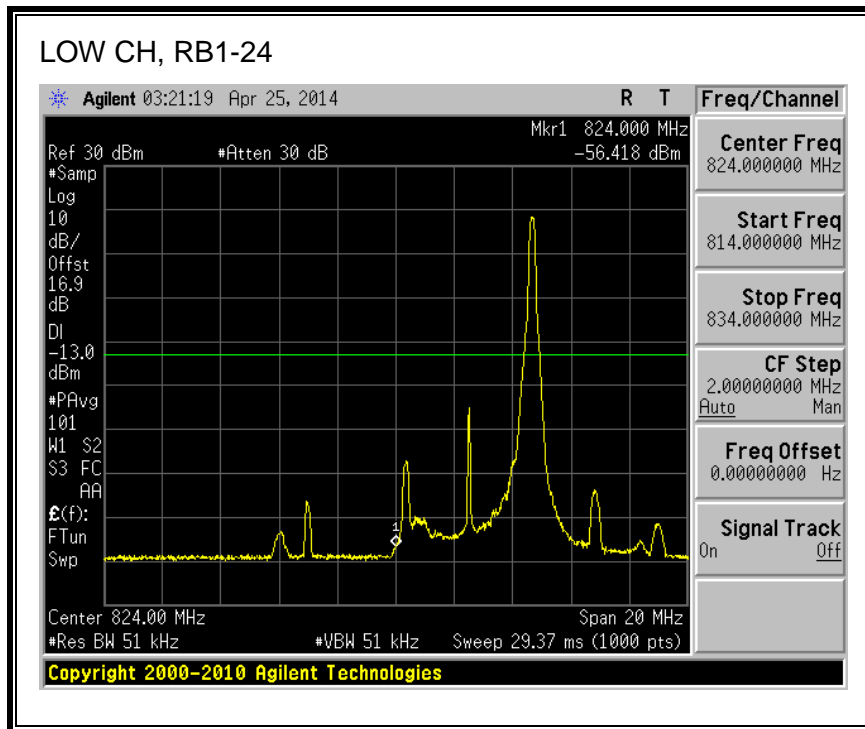 LOW CH, RB1-24
Agilent 03:21:19 Apr 25, 2014 R T
Mkr1 824.000 MHz
Ref 30 dBm #Atten 30 dB -56.418 dBm
#Samp
Log
10
dB/
Offst
16.9
dB
DI
-13.0
dBm
#PAvg
101
W1 S2
S3 FC
AA
£(f):
FTun
Swp
1
Center 824.00 MHz Span 20 MHz
#Res BW 51 kHz #VBW 51 kHz Sweep 29.37 ms (1000 pts)
Copyright 2000-2010 Agilent Technologies
Freq/Channel
Center Freq
824.000000 MHz
Start Freq
814.000000 MHz
Stop Freq
834.000000 MHz
CF Step
2.00000000 MHz
Auto Man
Freq Offset
0.00000000 Hz
Signal Track
On Off